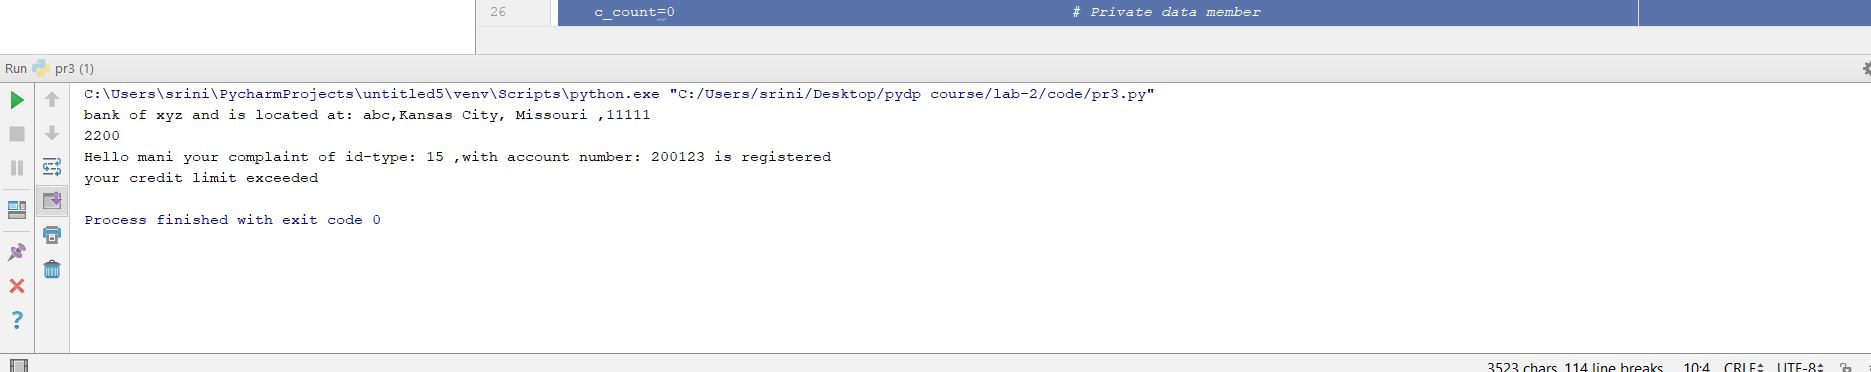 26 c_count=0 # Private data member
Run pr3 (1)
C:\Users\srini\PycharmProjects\untitled5\venv\Scripts\python.exe "C:/Users/srini/Desktop/pydp course/lab-2/code/pr3.py"
bank of xyz and is located at: abc,Kansas City, Missouri ,11111
2200
Hello mani your complaint of id-type: 15 ,with account number: 200123 is registered
your credit limit exceeded
Process finished with exit code 0
?
3523 chars, 114 line breaks 10:4 CRLF UTF-8